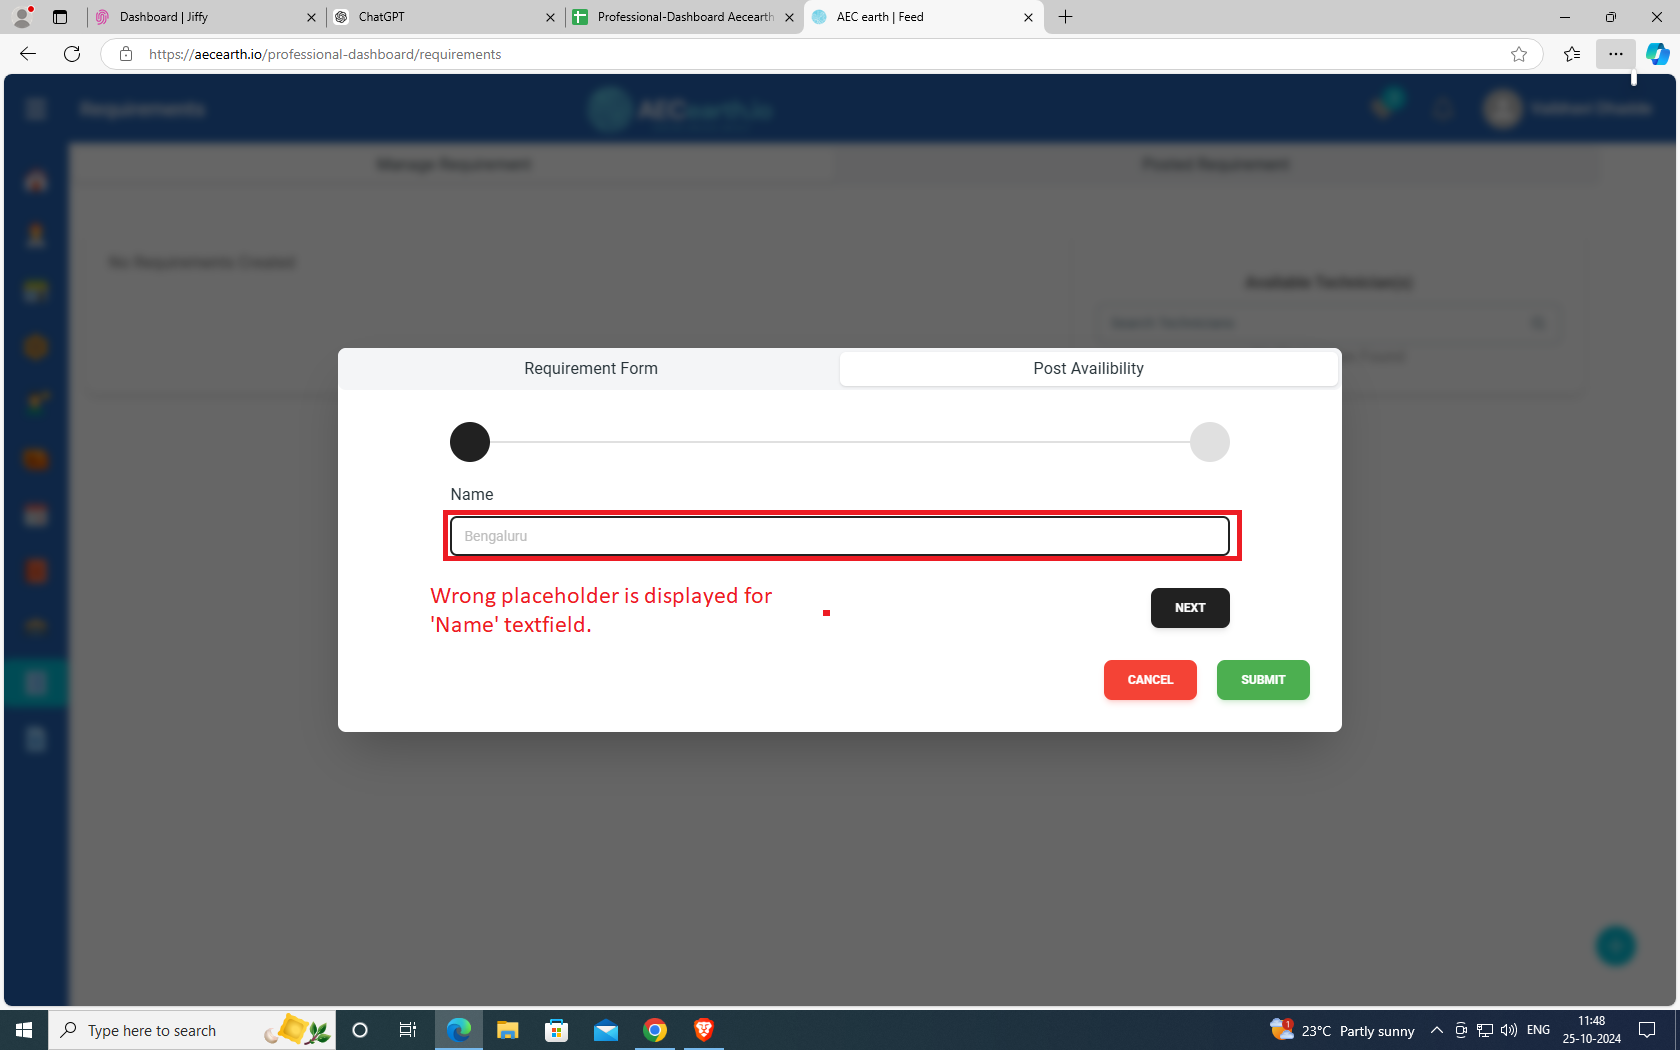 Dashboard | Jiffy
ChatGPT
Professional-Dashboard Aecearth
AEC earth | Feed
https://aecearth.io/professional-dashboard/requirements
Requirements
AECearth.io
Manage Requirement
Posted Requirement
No Requirements Created
Available Technician(s)
Search Technicians
Requirement Form
Post Availibility
Name
Bengaluru
Wrong placeholder is displayed for
'Name' textfield.
NEXT
CANCEL
SUBMIT
Type here to search
1
23°C Partly sunny
ENG
11:48
25-10-2024